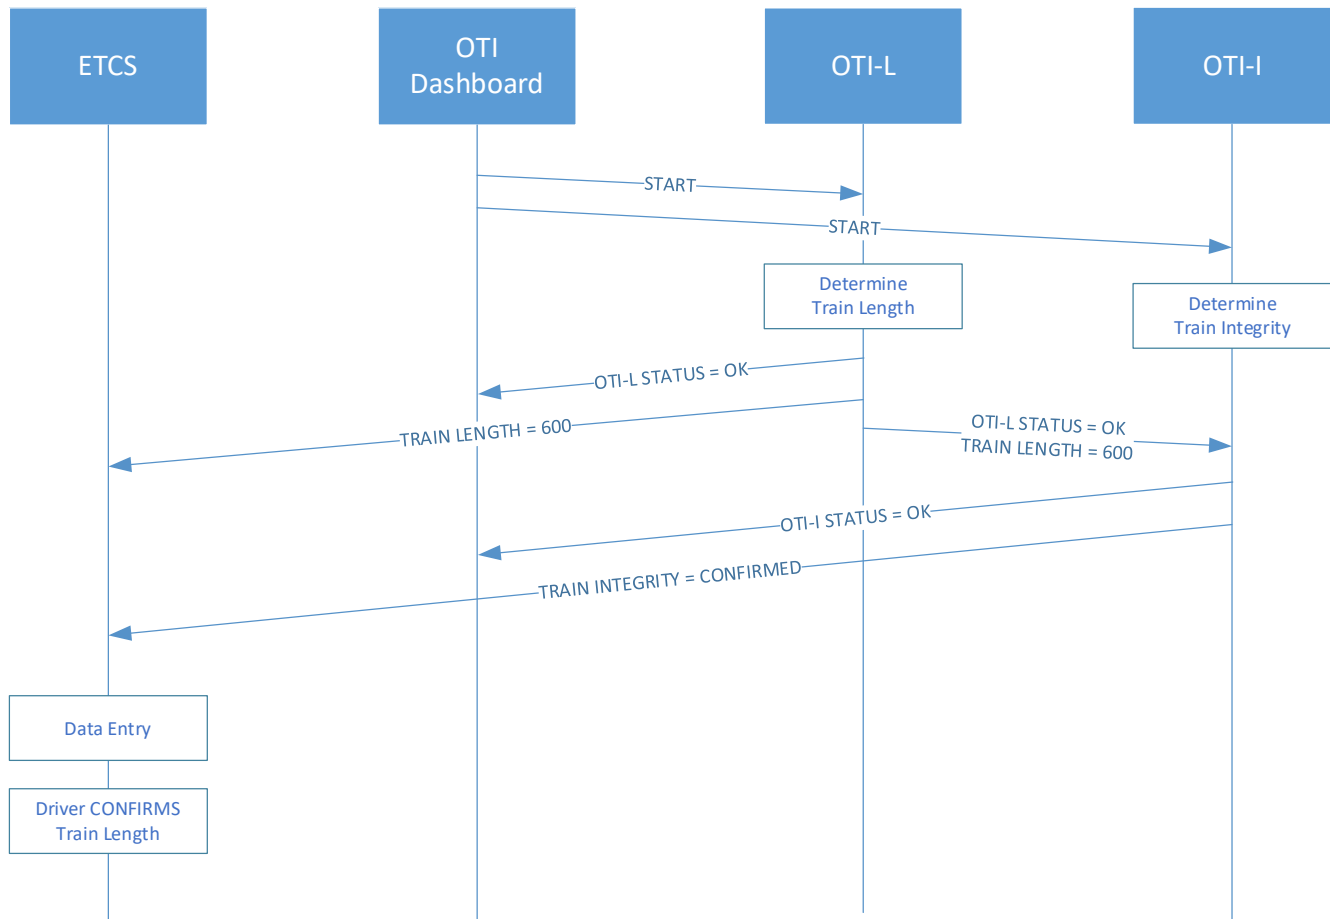 ETCS
OTI
Dashboard
OTI-L
OTI-I
START
START
Determine
Train Length
Determine
Train Integrity
OTI-L STATUS = OK
TRAIN LENGTH = 600
OTI-L STATUS = OK
TRAIN LENGTH = 600
OTI-I STATUS = OK
TRAIN INTEGRITY = CONFIRMED
Data Entry
Driver CONFIRMS
Train Length